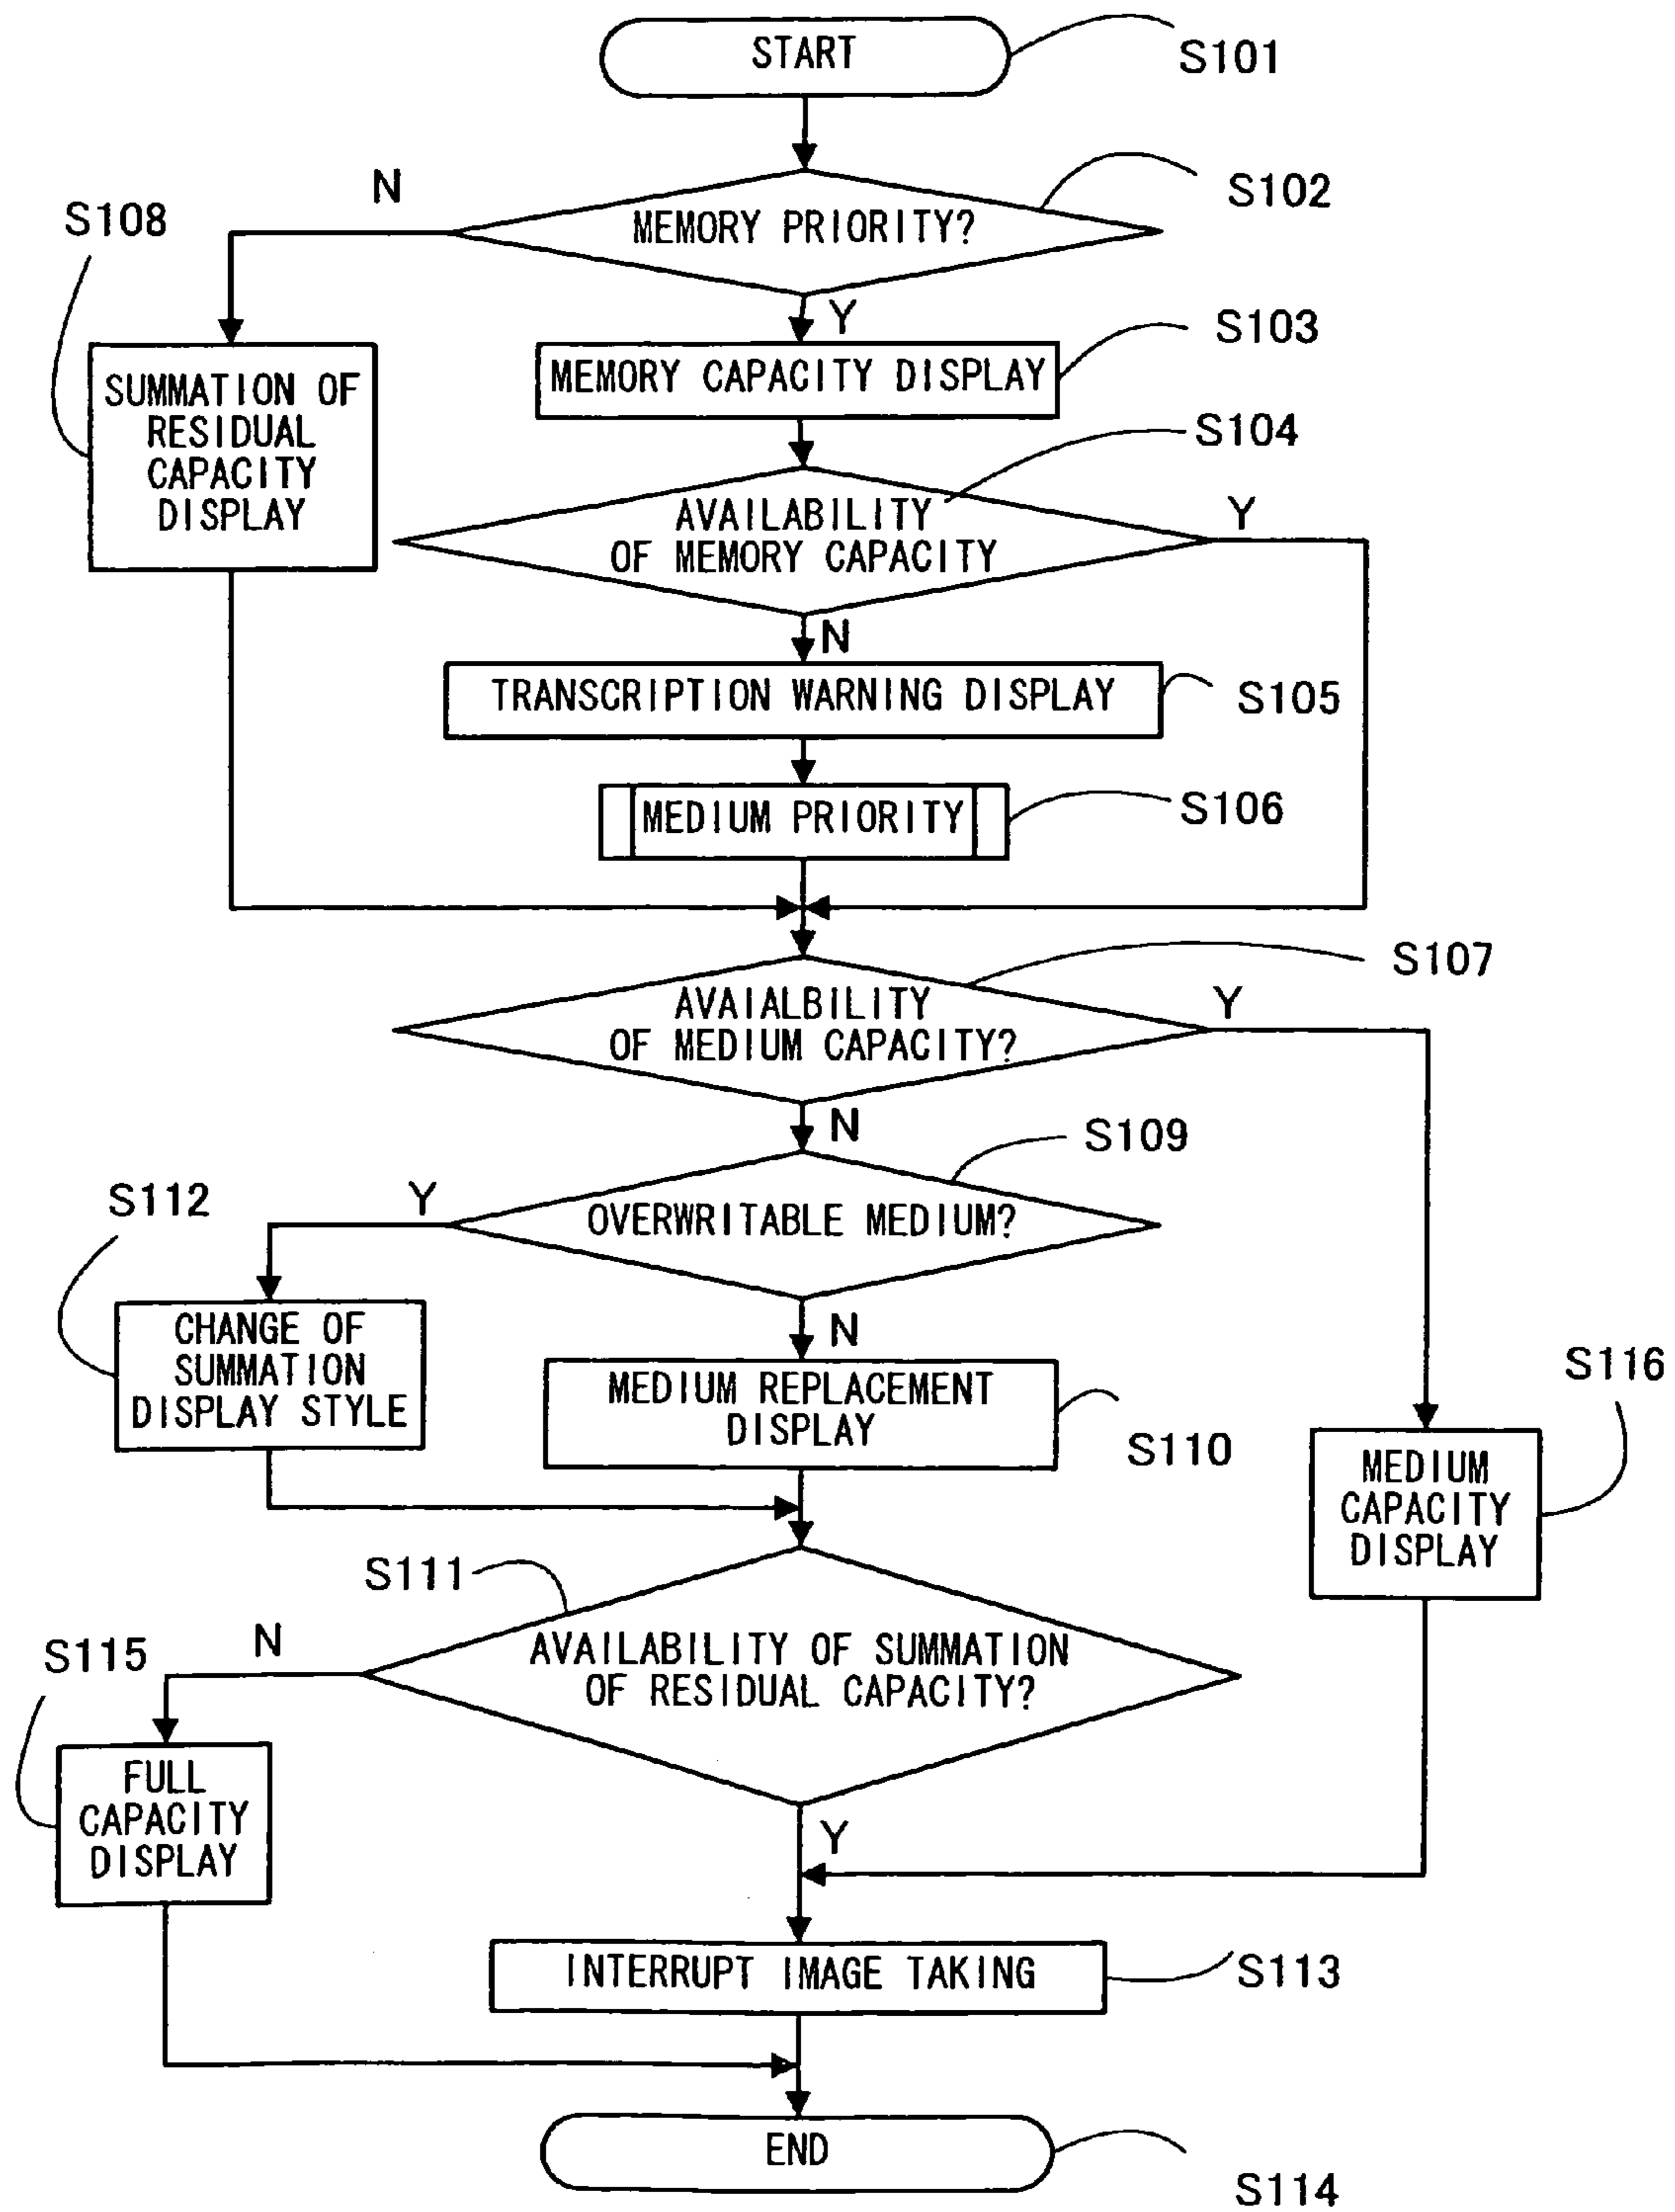 START
S101
N
S102
S108
MEMORY PRIORITY?
Y
S103
SUMMATION OF
RESIDUAL
CAPACITY
DISPLAY
MEMORY CAPACITY DISPLAY
S104
AVAILABILITY
OF MEMORY CAPACITY
Y
N
TRANSCRIPTION WARNING DISPLAY
S105
MEDIUM PRIORITY
S106
S107
AVAIALBILITY
OF MEDIUM CAPACITY?
Y
N
S109
S112
Y
OVERWRITABLE MEDIUM?
CHANGE OF
SUMMATION
DISPLAY STYLE
N
MEDIUM REPLACEMENT
DISPLAY
S110
S116
MEDIUM
CAPACITY
DISPLAY
S111
N
S115
AVAILABILITY OF SUMMATION
OF RESIDUAL CAPACITY?
FULL
CAPACITY
DISPLAY
Y
INTERRUPT IMAGE TAKING
S113
END
S114